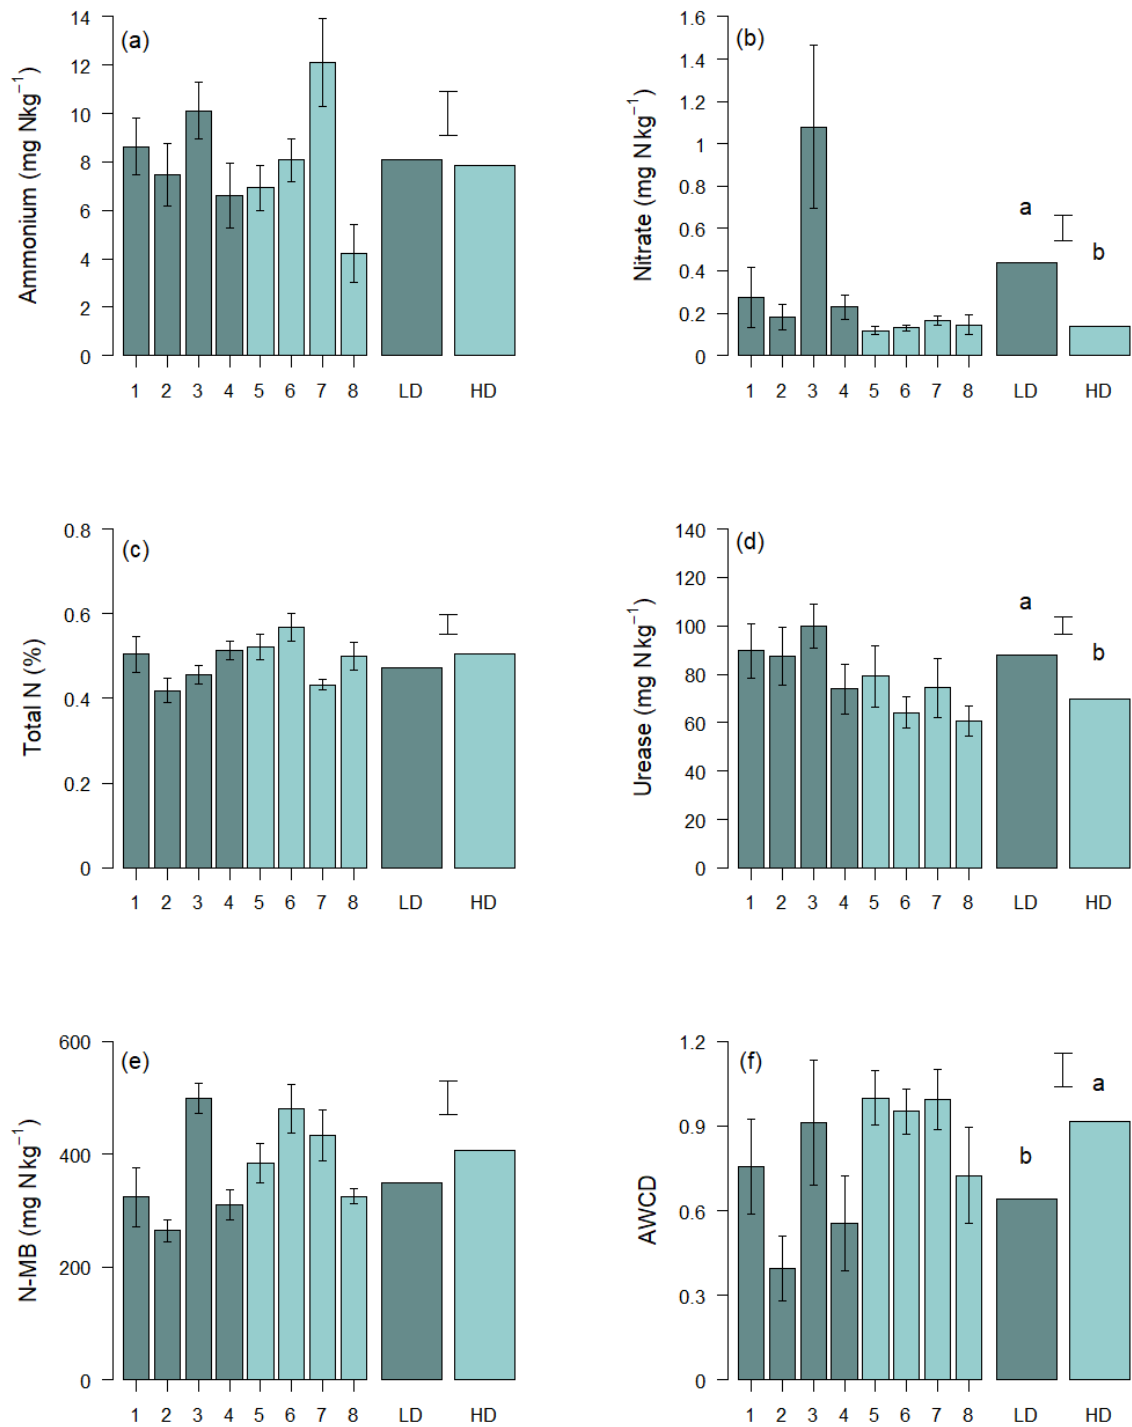 (a)
Ammonium (mg Nkg⁻¹)
14
12
10
8
6
4
2
0
1 2 3 4 5 6 7 8 LD HD
(b)
Nitrate (mg N kg⁻¹)
1.6
1.4
1.2
1
0.8
0.6
0.4
0.2
0
a
b
1 2 3 4 5 6 7 8 LD HD
(c)
Total N (%)
0.8
0.6
0.4
0.2
0
1 2 3 4 5 6 7 8 LD HD
(d)
Urease (mg N kg⁻¹)
140
120
100
80
60
40
20
0
a
b
1 2 3 4 5 6 7 8 LD HD
(e)
N-MB (mg N kg⁻¹)
600
400
200
0
1 2 3 4 5 6 7 8 LD HD
(f)
AWCD
1.2
0.9
0.6
0.3
0
a
b
1 2 3 4 5 6 7 8 LD HD